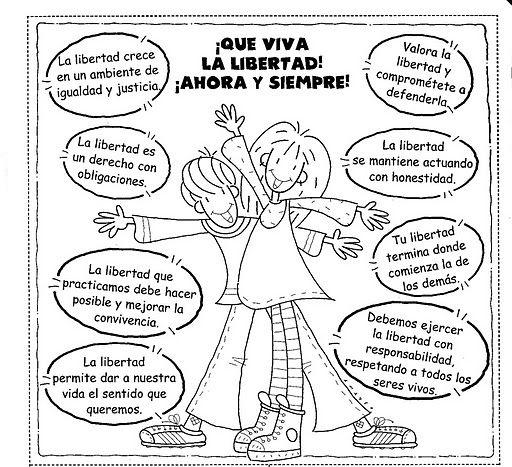 ¡QUE VIVA
LA LIBERTAD!
¡AHORA Y SIEMPRE!
La libertad crece
en un ambiente de
igualdad y justicia.
Valora la
libertad y
comprométete a
defenderla.
La libertad es
un derecho con
obligaciones.
La libertad
se mantiene actuando
con honestidad.
Tu libertad
termina donde
comienza la de
los demás.
La libertad que
practicamos debe hacer
posible y mejorar la
convivencia.
Debemos ejercer
la libertad con
responsabilidad,
respetando a todos los
seres vivos.
La libertad
permite dar a nuestra
vida el sentido que
queremos.